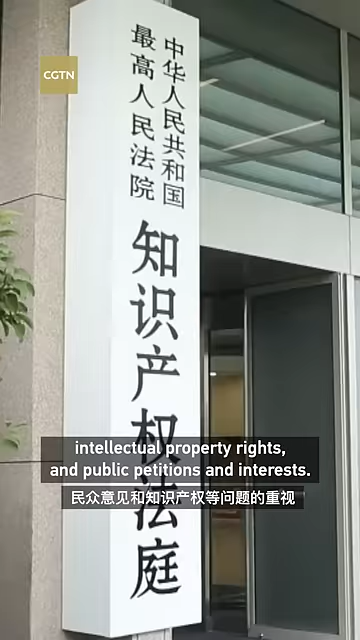 CGTN
中华人民共和国
最高人民法院
知识产权法庭
intellectual property rights,
and public petitions and interests.
民众意见和知识产权等问题的重视